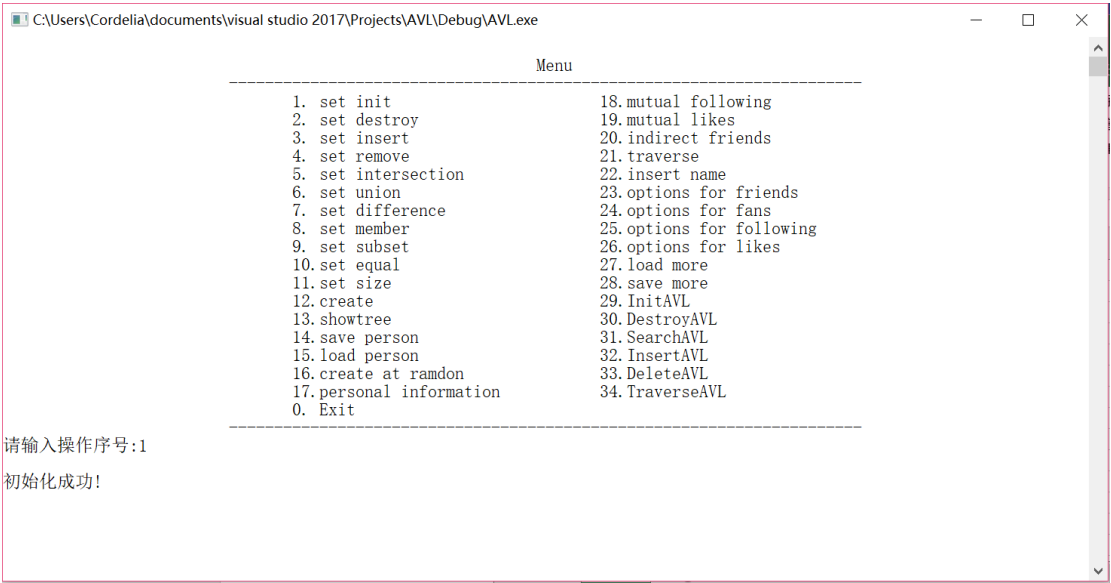 C:\Users\Cordelia\documents\visual studio 2017\Projects\AVL\Debug\AVL.exe
Menu
--------------------------------------------------------------------
1. set init 18.mutual following
2. set destroy 19.mutual likes
3. set insert 20.indirect friends
4. set remove 21.traverse
5. set intersection 22.insert name
6. set union 23.options for friends
7. set difference 24.options for fans
8. set member 25.options for following
9. set subset 26.options for likes
10.set equal 27.load more
11.set size 28.save more
12.create 29.InitAVL
13.showtree 30.DestroyAVL
14.save person 31.SearchAVL
15.load person 32.InsertAVL
16.create at ramdon 33.DeleteAVL
17.personal information 34.TraverseAVL
0. Exit
--------------------------------------------------------------------
请输入操作序号:1
初始化成功!